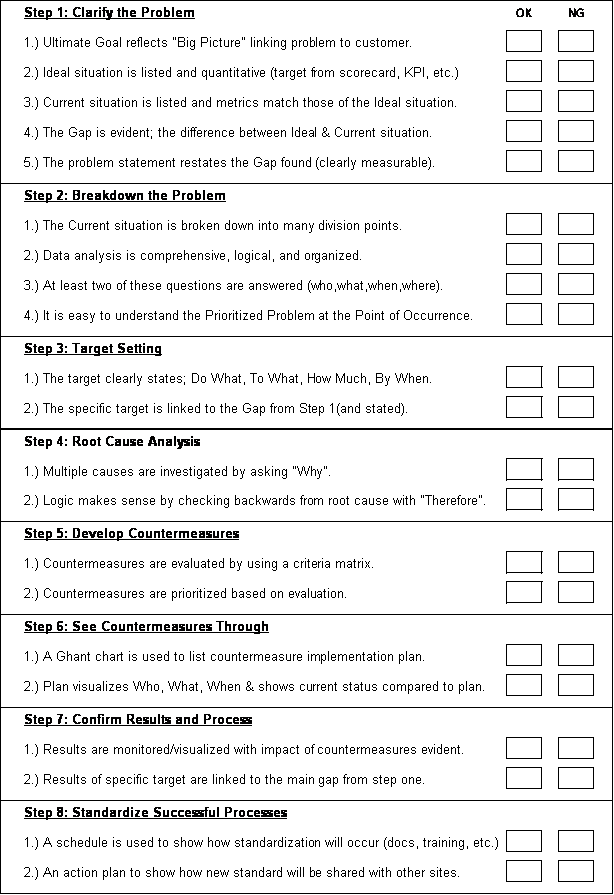 Step 1: Clarify the Problem OK NG
1.) Ultimate Goal reflects "Big Picture" linking problem to customer.
2.) Ideal situation is listed and quantitative (target from scorecard, KPI, etc.)
3.) Current situation is listed and metrics match those of the Ideal situation.
4.) The Gap is evident; the difference between Ideal & Current situation.
5.) The problem statement restates the Gap found (clearly measurable).
Step 2: Breakdown the Problem
1.) The Current situation is broken down into many division points.
2.) Data analysis is comprehensive, logical, and organized.
3.) At least two of these questions are answered (who,what,when,where).
4.) It is easy to understand the Prioritized Problem at the Point of Occurrence.
Step 3: Target Setting
1.) The target clearly states; Do What, To What, How Much, By When.
2.) The specific target is linked to the Gap from Step 1(and stated).
Step 4: Root Cause Analysis
1.) Multiple causes are investigated by asking "Why".
2.) Logic makes sense by checking backwards from root cause with "Therefore".
Step 5: Develop Countermeasures
1.) Countermeasures are evaluated by using a criteria matrix.
2.) Countermeasures are prioritized based on evaluation.
Step 6: See Countermeasures Through
1.) A Ghant chart is used to list countermeasure implementation plan.
2.) Plan visualizes Who, What, When & shows current status compared to plan.
Step 7: Confirm Results and Process
1.) Results are monitored/visualized with impact of countermeasures evident.
2.) Results of specific target are linked to the main gap from step one.
Step 8: Standardize Successful Processes
1.) A schedule is used to show how standardization will occur (docs, training, etc.)
2.) An action plan to show how new standard will be shared with other sites.